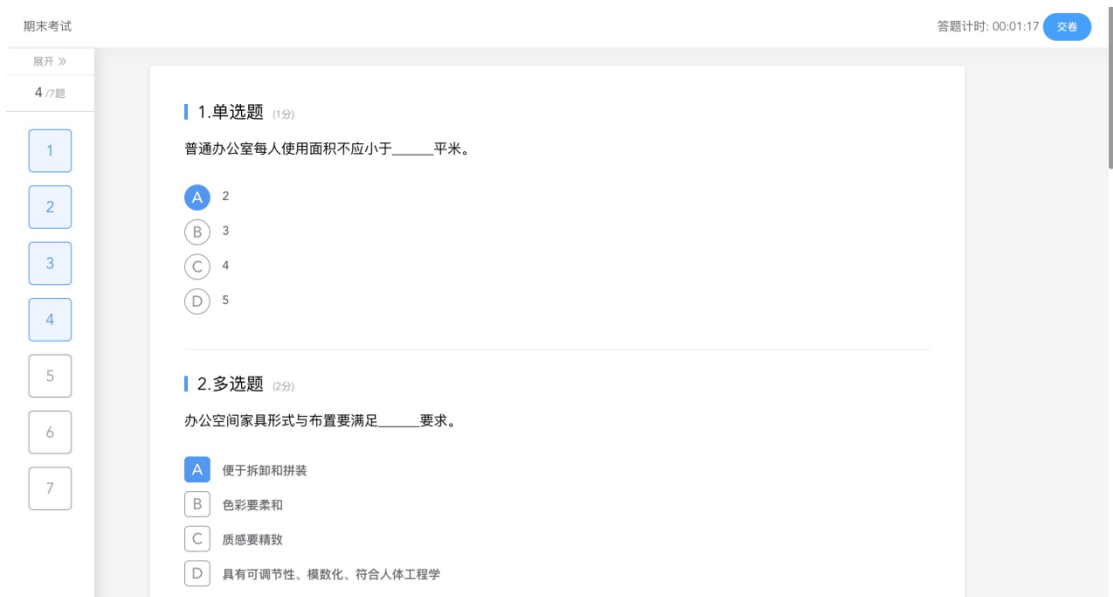 期末考试
答题计时: 00:01:17 交卷
展开 »
4 /7题
1
2
3
4
5
6
7
1.单选题 (1分)
普通办公室每人使用面积不应小于______平米。
A 2
B 3
C 4
D 5
2.多选题 (2分)
办公空间家具形式与布置要满足______要求。
A 便于拆卸和拼装
B 色彩要柔和
C 质感要精致
D 具有可调节性、模数化、符合人体工程学